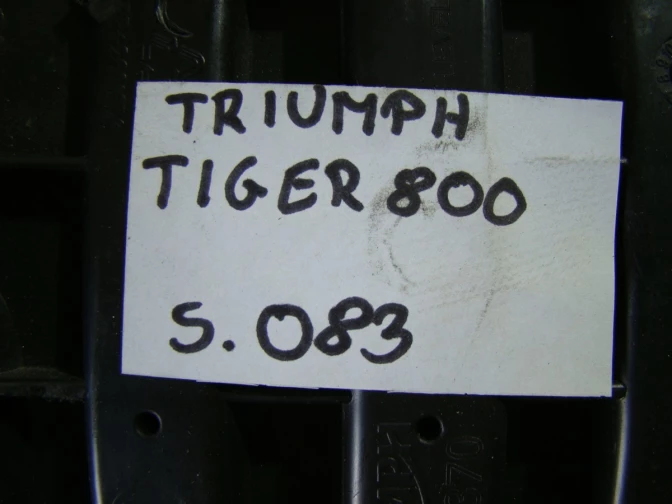 TRIUMPH
TIGER 800
S. 083